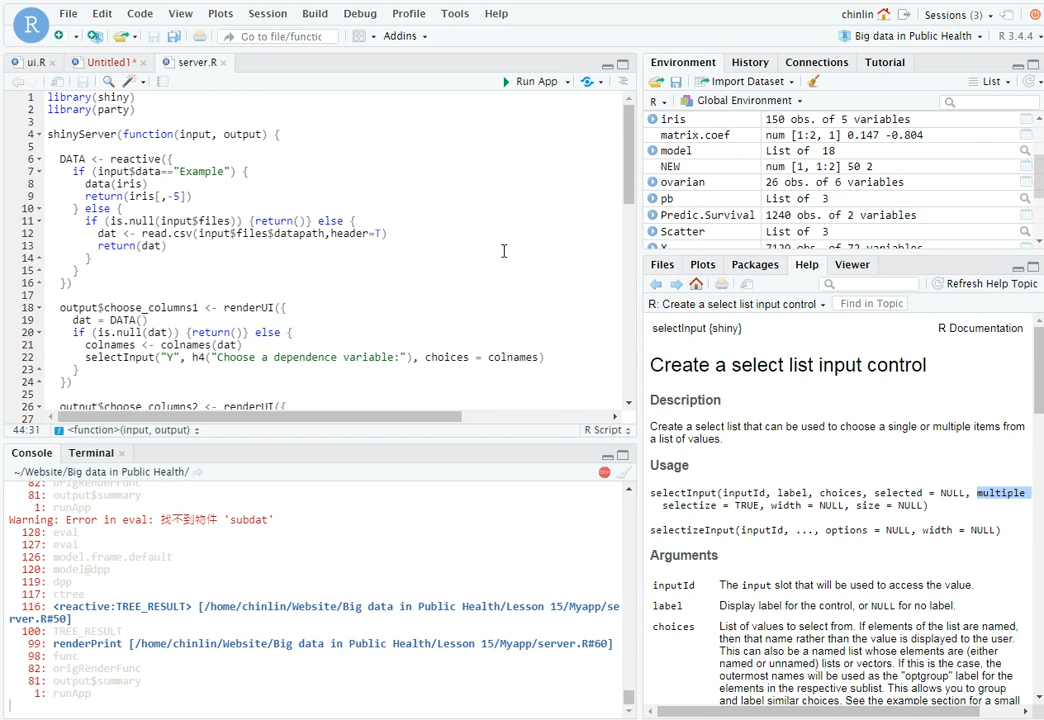 File Edit Code View Plots Session Build Debug Profile Tools Help
chinlin Sessions (3)
Go to file/functic Addins Big data in Public Health R 3.4.4
ui.R × Untitled1* × server.R ×
Run App
1 library(shiny)
2 library(party)
3
4 shinyServer(function(input, output) {
5
6 DATA <- reactive({
7 if (input$data=="Example") {
8 data(iris)
9 return(iris[,-5])
10 } else {
11 if (is.null(input$files)) {return()} else {
12 dat <- read.csv(input$files$datapath,header=T)
13 return(dat)
14 }
15 }
16 })
17
18 output$choose_columns1 <- renderUI({
19 dat = DATA()
20 if (is.null(dat)) {return()} else {
21 colnames <- colnames(dat)
22 selectInput("Y", h4("Choose a dependence variable:"), choices = colnames)
23 }
24 })
25
26 output$choose_columns2 <- renderUI({
27
44:31 <function>(input, output) R Script
Console Terminal ×
~/Website/Big data in Public Health/
82: origRenderFunc
81: output$summary
1: runApp
Warning: Error in eval: 找不到物件 'subdat'
128: eval
127: eval
126: model.frame.default
120: model@dpp
119: dpp
117: ctree
116: <reactive:TREE_RESULT> [/home/chinlin/Website/Big data in Public Health/Lesson 15/Myapp/se
rver.R#50]
100: TREE_RESULT
99: renderPrint [/home/chinlin/Website/Big data in Public Health/Lesson 15/Myapp/server.R#60]
98: func
82: origRenderFunc
81: output$summary
1: runApp
Environment History Connections Tutorial
Import Dataset List
R Global Environment
iris 150 obs. of 5 variables
matrix.coef num [1:2, 1] 0.147 -0.804
model List of 18
NEW num [1, 1:2] 50 2
ovarian 26 obs. of 6 variables
pb List of 3
Predic.Survival 1240 obs. of 2 variables
Scatter List of 3
X 7129 obs. of 72 variables
Files Plots Packages Help Viewer
Refresh Help Topic
R: Create a select list input control Find in Topic
selectInput {shiny} R Documentation
Create a select list input control
Description
Create a select list that can be used to choose a single or multiple items from
a list of values.
Usage
selectInput(inputId, label, choices, selected = NULL, multiple
selectize = TRUE, width = NULL, size = NULL)
selectizeInput(inputId, ..., options = NULL, width = NULL)
Arguments
inputId The input slot that will be used to access the value.
label Display label for the control, or NULL for no label.
choices List of values to select from. If elements of the list are named,
then that name rather than the value is displayed to the user.
This can also be a named list whose elements are (either
named or unnamed) lists or vectors. If this is the case, the
outermost names will be used as the "optgroup" label for the
elements in the respective sublist. This allows you to group
and label similar choices. See the example section for a small